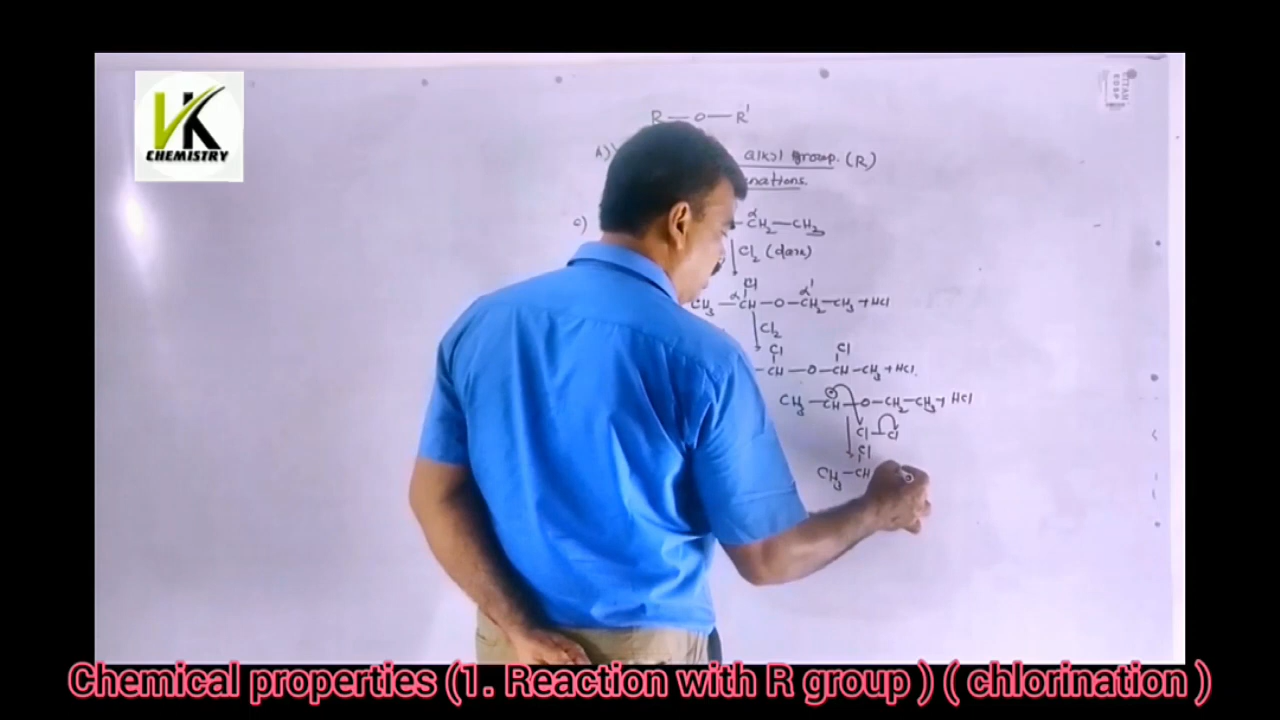 VK
CHEMISTRY
R—O—R'
A)
alkyl group. (R)
nations.
C)
α
CH₂—CH₂
Cl₂ (dark)
Cl
α' α'
CH₃—CH—O—CH₂—CH₃+HCl
Cl₂
Cl Cl
—CH—O—CH—CH₃+HCl.
CH₃—CH—O—CH₂—CH₃+ HCl
Cl—Cl
Cl
CH₃—CH
Chemical properties (1. Reaction with R group ) ( chlorination )